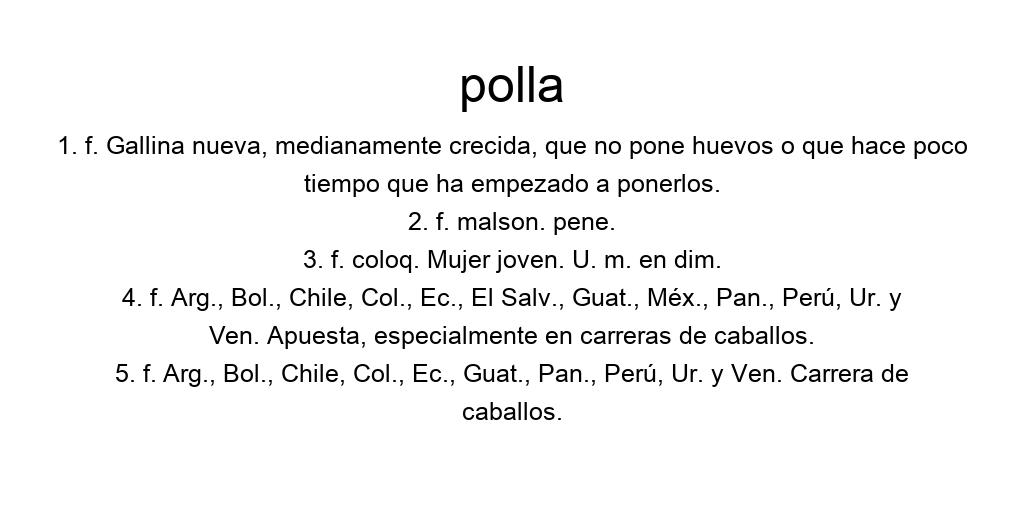 polla
1. f. Gallina nueva, medianamente crecida, que no pone huevos o que hace poco
tiempo que ha empezado a ponerlos.
2. f. malson. pene.
3. f. coloq. Mujer joven. U. m. en dim.
4. f. Arg., Bol., Chile, Col., Ec., El Salv., Guat., Méx., Pan., Perú, Ur. y
Ven. Apuesta, especialmente en carreras de caballos.
5. f. Arg., Bol., Chile, Col., Ec., Guat., Pan., Perú, Ur. y Ven. Carrera de
caballos.